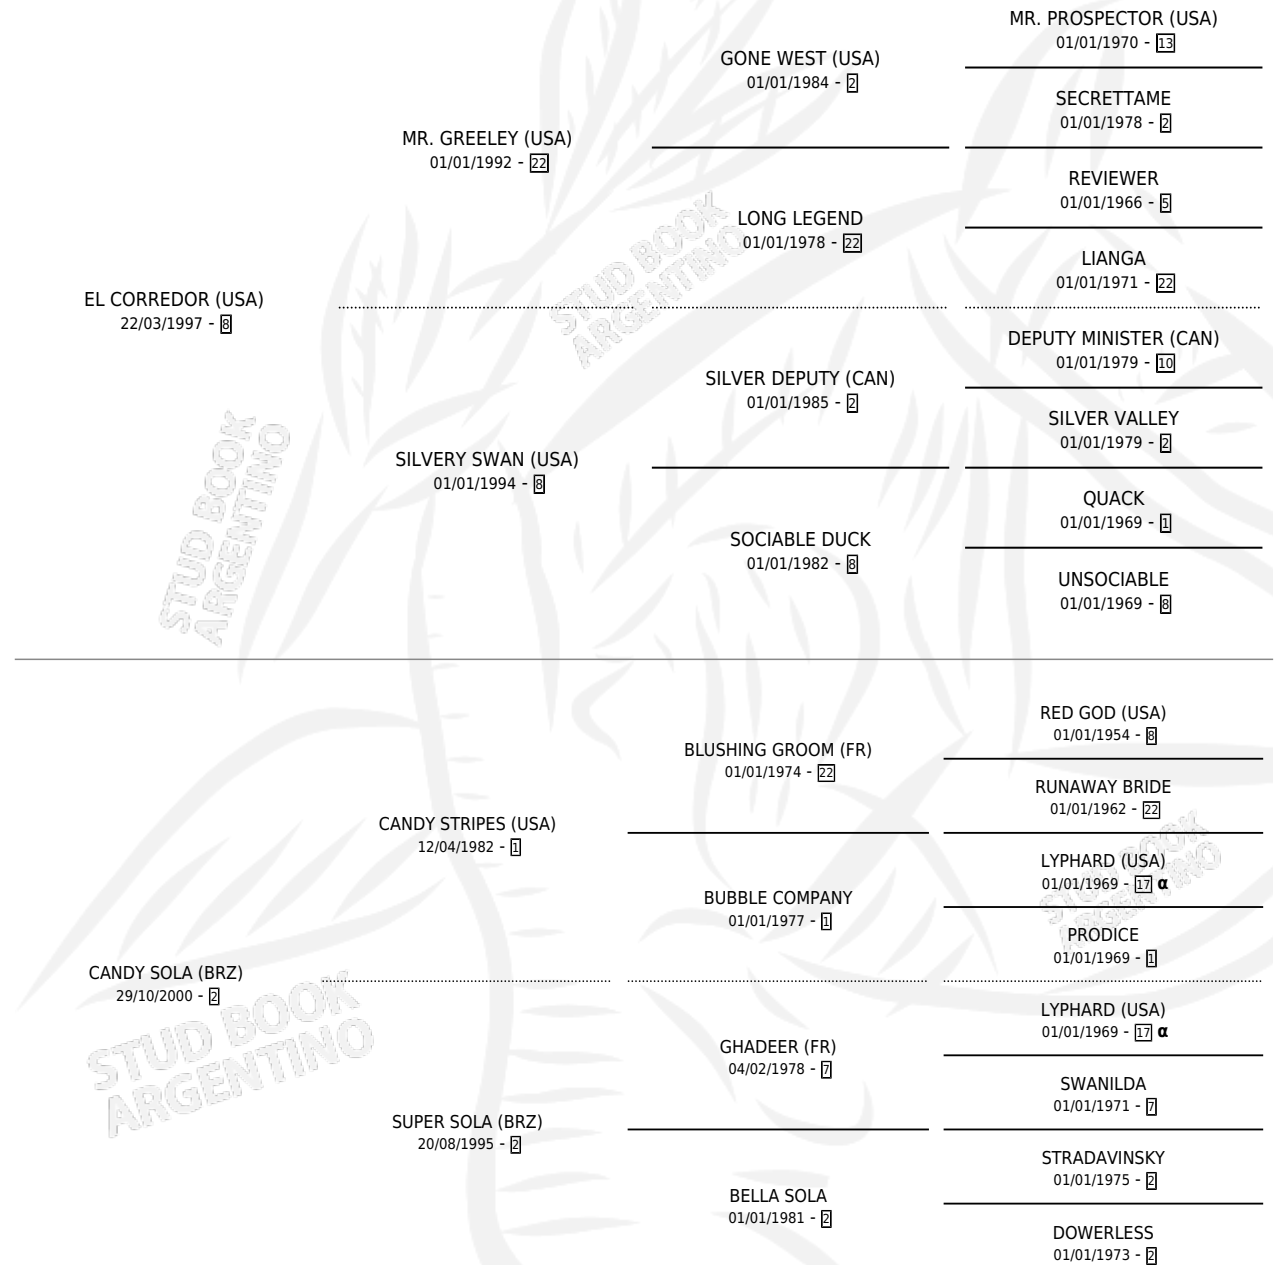 MR. PROSPECTOR (USA)
01/01/1970 - 13
GONE WEST (USA)
01/01/1984 - 2
SECRETTAME
01/01/1978 - 2
MR. GREELEY (USA)
01/01/1992 - 22
REVIEWER
01/01/1966 - 5
LONG LEGEND
01/01/1978 - 22
LIANGA
01/01/1971 - 22
EL CORREDOR (USA)
22/03/1997 - 8
DEPUTY MINISTER (CAN)
01/01/1979 - 10
SILVER DEPUTY (CAN)
01/01/1985 - 2
SILVER VALLEY
01/01/1979 - 2
SILVERY SWAN (USA)
01/01/1994 - 8
QUACK
01/01/1969 - 1
SOCIABLE DUCK
01/01/1982 - 8
UNSOCIABLE
01/01/1969 - 8
RED GOD (USA)
01/01/1954 - 8
BLUSHING GROOM (FR)
01/01/1974 - 22
RUNAWAY BRIDE
01/01/1962 - 22
CANDY STRIPES (USA)
12/04/1982 - 1
LYPHARD (USA)
01/01/1969 - 17 α
BUBBLE COMPANY
01/01/1977 - 1
PRODICE
01/01/1969 - 1
CANDY SOLA (BRZ)
29/10/2000 - 2
LYPHARD (USA)
01/01/1969 - 17 α
GHADEER (FR)
04/02/1978 - 7
SWANILDA
01/01/1971 - 7
SUPER SOLA (BRZ)
20/08/1995 - 2
STRADAVINSKY
01/01/1975 - 2
BELLA SOLA
01/01/1981 - 2
DOWERLESS
01/01/1973 - 2
STUD BOOK
ARGENTINO
STUD BOOK
ARGENTINO
STUD BOOK
ARGENTINO
STUD BOOK
ARGENTINO